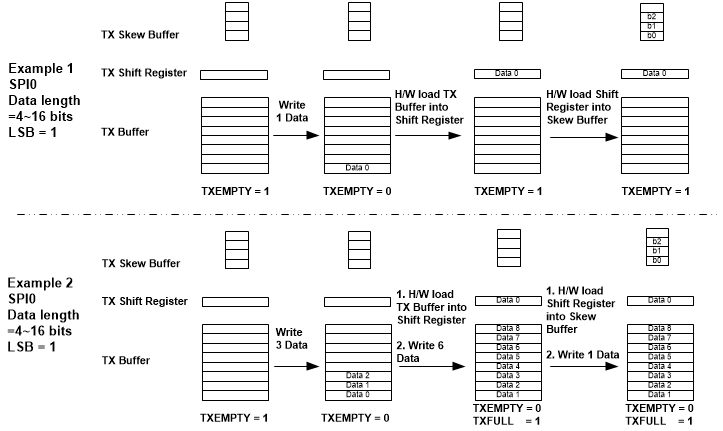 TX Skew Buffer
b2
b1
b0
Example 1
SPI0
Data length
=4~16 bits
LSB = 1
TX Shift Register
Data 0
Data 0
TX Buffer
Write
1 Data
H/W load TX
Buffer into
Shift Register
H/W load Shift
Register into
Skew Buffer
Data 0
TXEMPTY = 1
TXEMPTY = 0
TXEMPTY = 1
TXEMPTY = 1
TX Skew Buffer
b2
b1
b0
Example 2
SPI0
Data length
=4~16 bits
LSB = 1
TX Shift Register
Data 0
Data 0
TX Buffer
Write
3 Data
1. H/W load
TX Buffer into
Shift Register
2. Write 6
Data
1. H/W load
Shift Register
into Skew
Buffer
2. Write 1 Data
Data 2
Data 1
Data 0
Data 8
Data 7
Data 6
Data 5
Data 4
Data 3
Data 2
Data 1
Data 8
Data 7
Data 6
Data 5
Data 4
Data 3
Data 2
Data 1
TXEMPTY = 1
TXEMPTY = 0
TXEMPTY = 0
TXFULL = 1
TXEMPTY = 0
TXFULL = 1